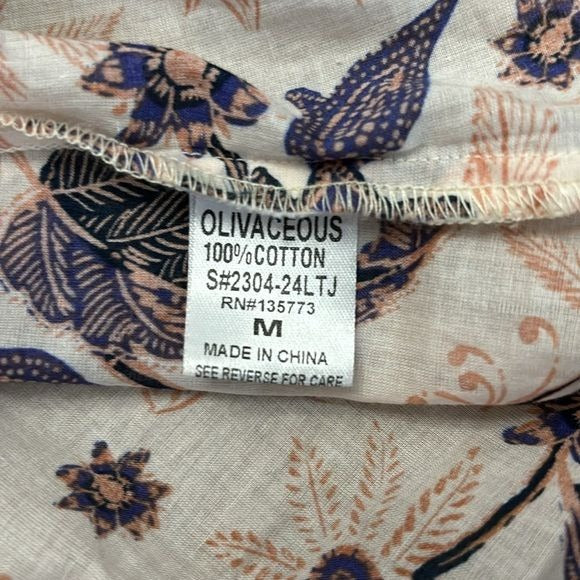 OLIVACEOUS
100%COTTON
S#2304-24LTJ
RN#135773
M
MADE IN CHINA
SEE REVERSE FOR CARE